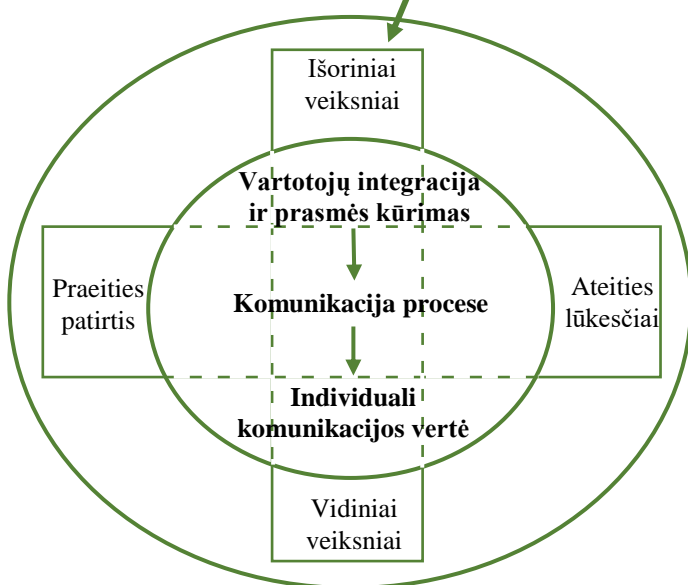 Išoriniai
veiksniai
Vartotojų integracija
ir prasmės kūrimas
Praeities
patirtis
Komunikacija procese
Ateities
lūkesčiai
Individuali
komunikacijos vertė
Vidiniai
veiksniai